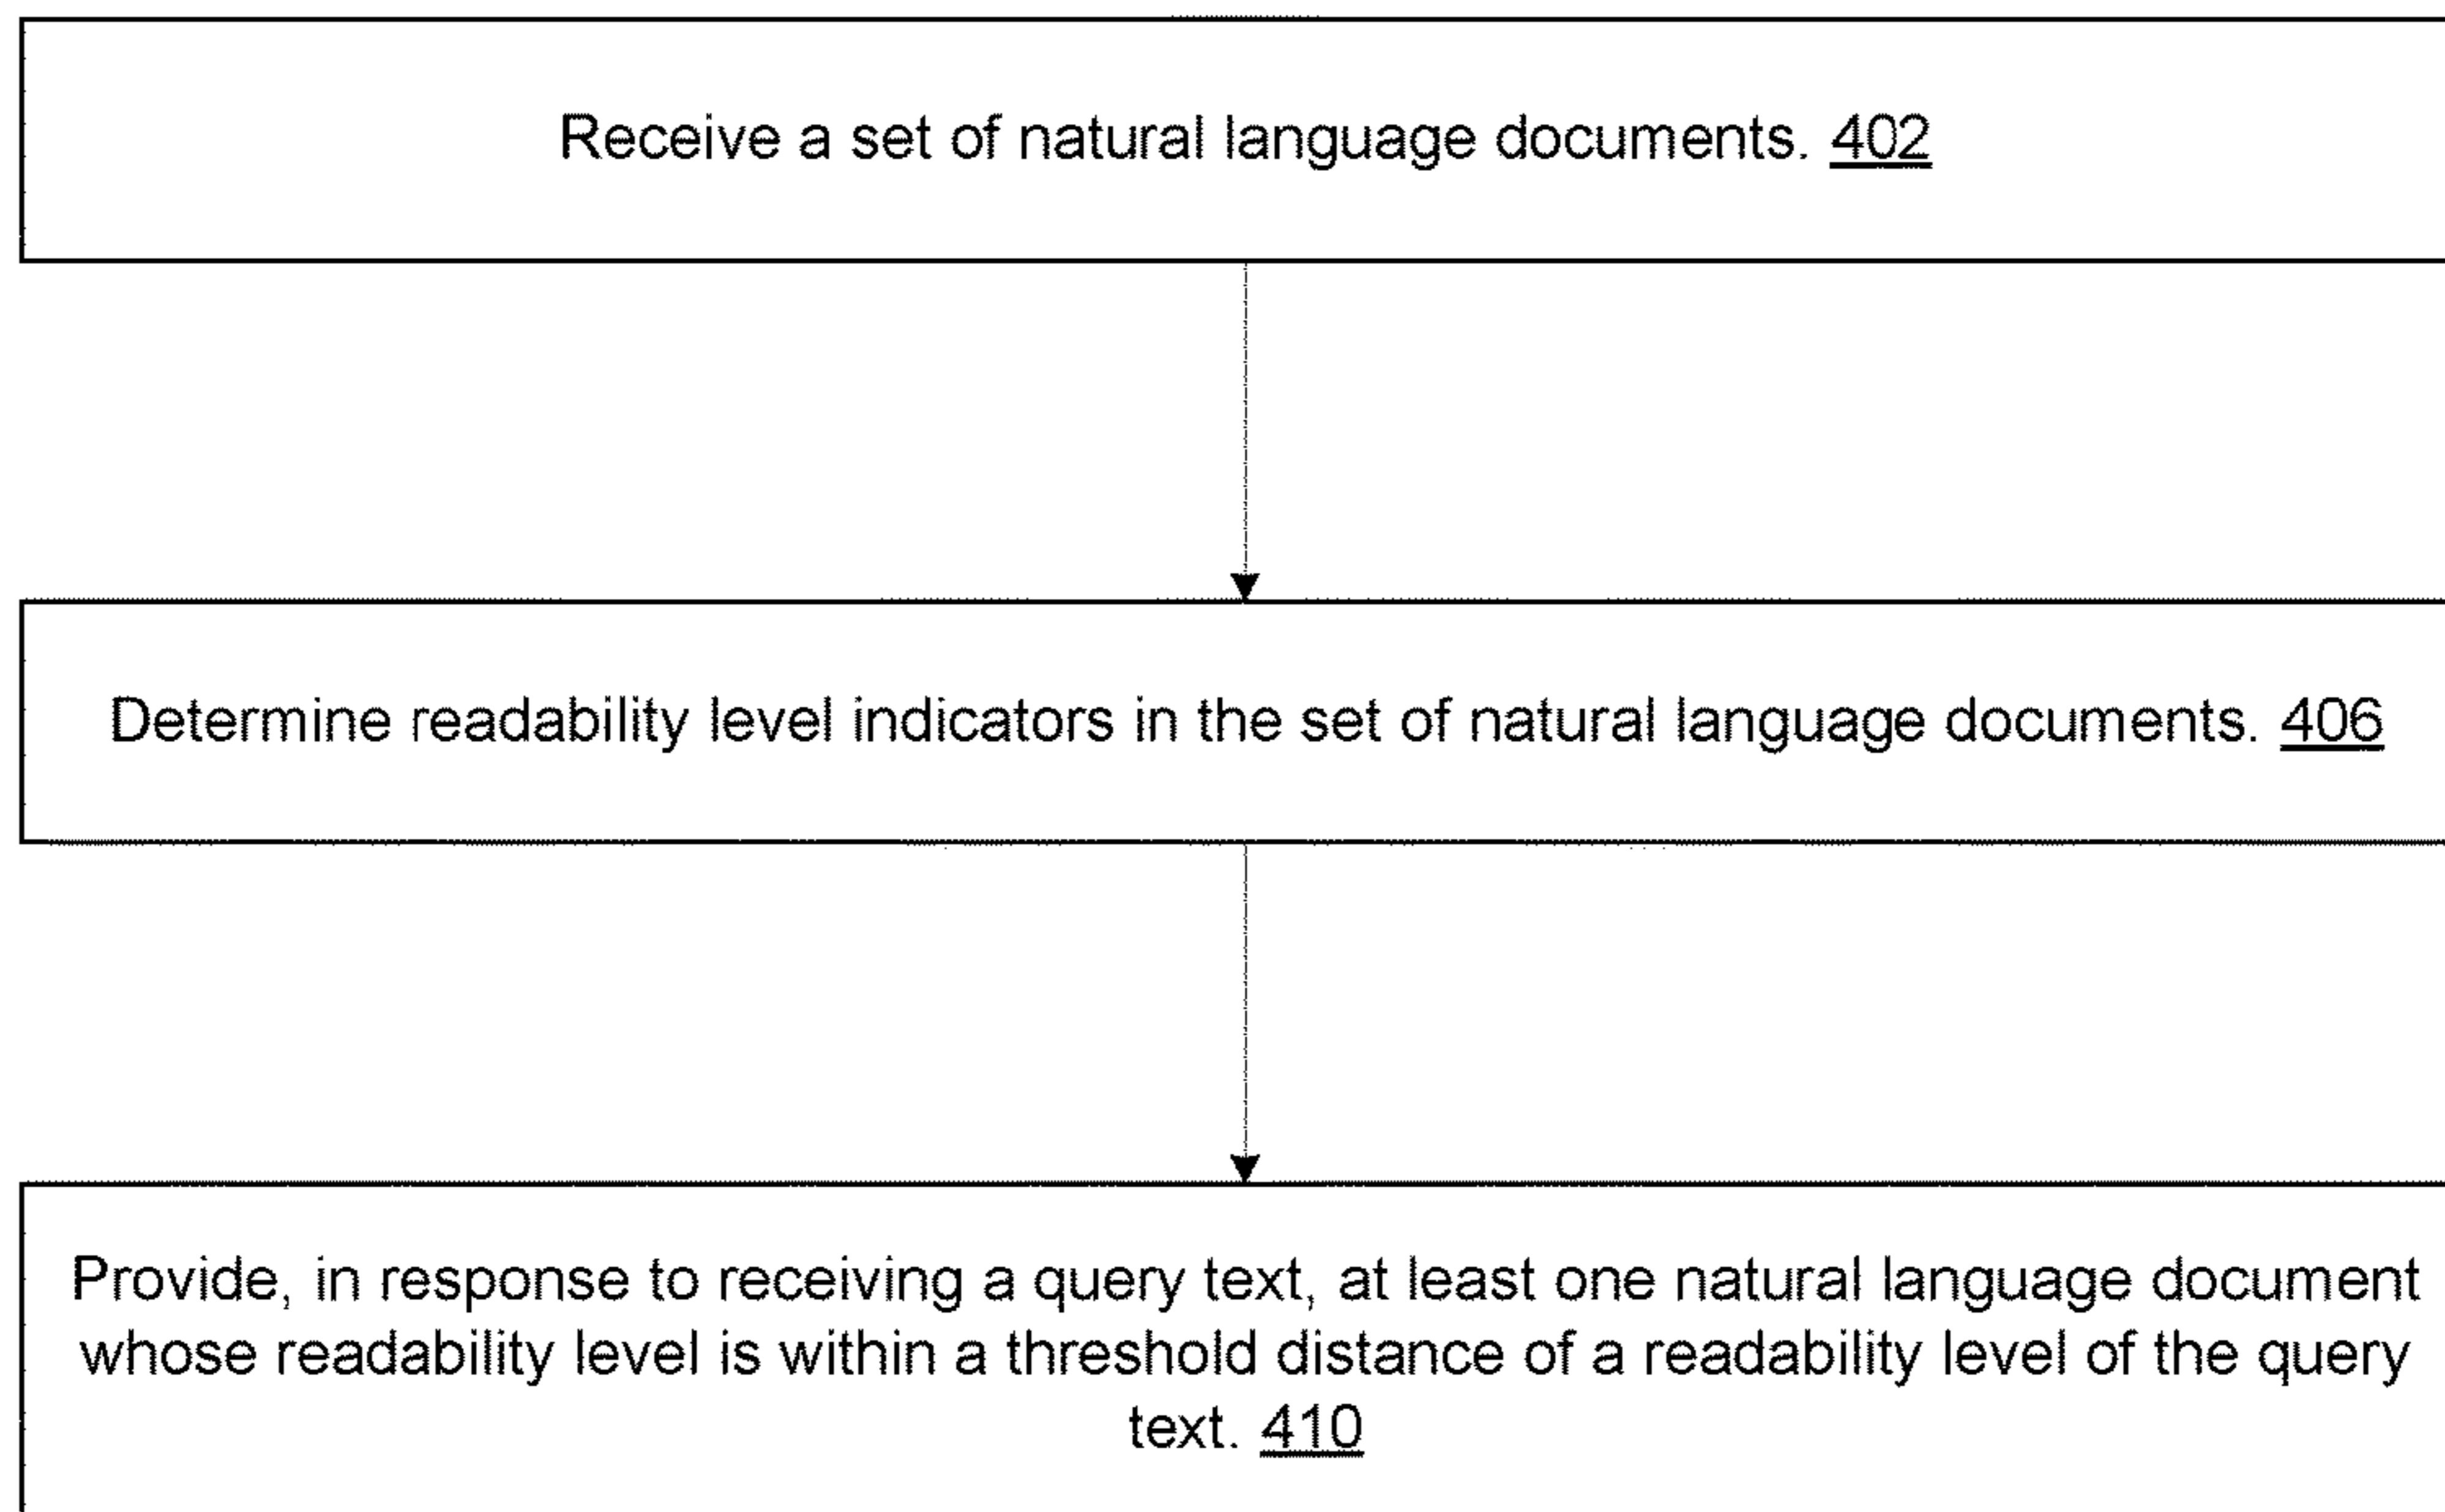 Receive a set of natural language documents. 402
Determine readability level indicators in the set of natural language documents. 406
Provide, in response to receiving a query text, at least one natural language document
whose readability level is within a threshold distance of a readability level of the query
text. 410